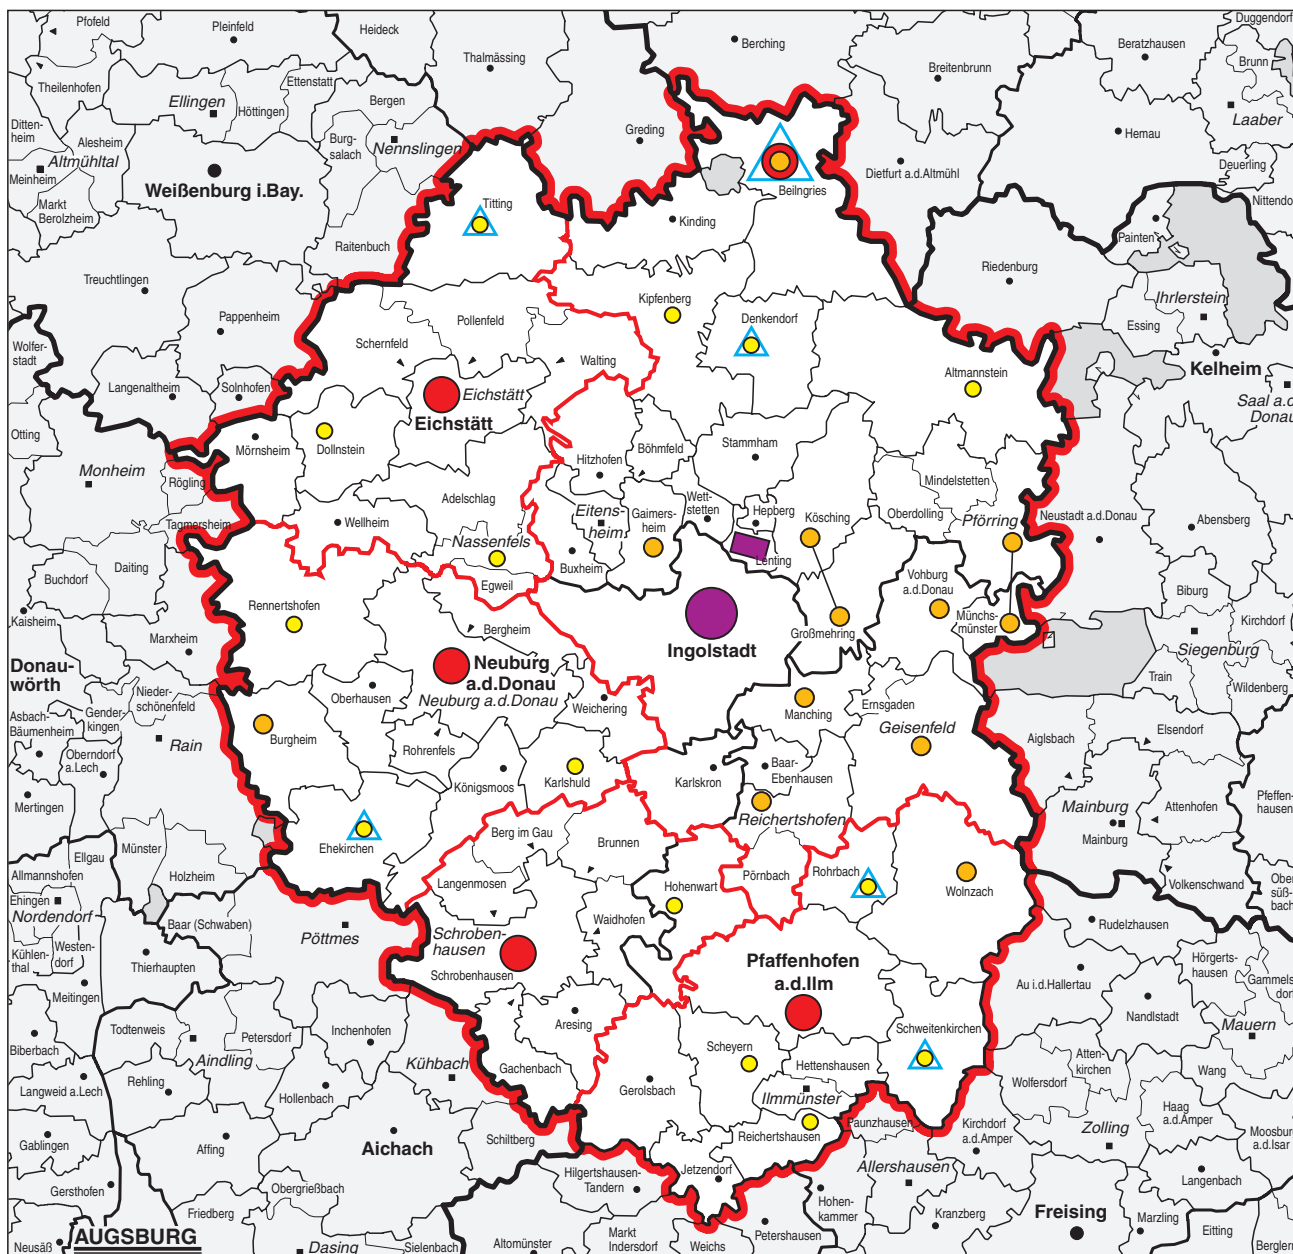 Pfofeld
Pleinfeld
Heideck
Thalmässing
Berching
Breitenbrunn
Beratzhausen
Duggendorf
Brunn
Theilenhofen
Ellingen
Ettenstatt
Höttingen
Bergen
Laaber
Ditten-
heim
Alesheim
Burg-
salach
Nennslingen
Greding
Hemau
Altmühltal
Meinheim
Weißenburg i.Bay.
Beilngries
Dietfurt a.d.Altmühl
Deuerling
Markt
Berolzheim
Titting
Kinding
Nittendo
Raitenbuch
Painten
Treuchtlingen
Riedenburg
Ihrlerstein
Kipfenberg
Denkendorf
Pappenheim
Pollenfeld
Essing
Schernfeld
Walting
Wolfer-
stadt
Kelheim
Langenaltheim
Solnhofen
Eichstätt
Eichstätt
Altmannstein
Saal a.d.
Donau
Otting
Mörnsheim
Dollnstein
Hitzhofen
Böhmfeld
Stammham
Monheim
Rögling
Adelschlag
Mindelstetten
Tagmersheim
Wellheim
Eitens-
heim
Gaimers-
heim
Wett-
stetten
Hepberg
Kösching
Oberdolling
Pförring
Neustadt a.d.Donau
Abensberg
Nassenfels
Buxheim
Lenting
Daiting
Egweil
Buchdorf
Rennertshofen
Vohburg
a.d.Donau
Münchs-
münster
Biburg
Kaisheim
Marxheim
Bergheim
Großmehring
Kirchdorf
Ingolstadt
Siegenburg
Donau-
wörth
Neuburg
a.d.Donau
Neuburg a.d.Donau
Train
Wildenberg
Nieder-
schönenfeld
Oberhausen
Weichering
Manching
Ernsgaden
Asbach-
Bäumenheim
Gender-
kingen
Burgheim
Geisenfeld
Elsendorf
Rain
Rohrenfels
Aiglsbach
Oberndorf
a.Lech
Königsmoos
Karlshuld
Karlskron
Baar-
Ebenhausen
Mertingen
Reichertshofen
Mainburg
Mainburg
Attenhofen
Pfeffen-
hausen
Ehekirchen
Berg im Gau
Brunnen
Münster
Ellgau
Allmannshofen
Holzheim
Langenmosen
Hohenwart
Pörnbach
Rohrbach
Wolnzach
Volkenschwand
Ober
süß-
bach
Ehingen
Nordendorf
Baar (Schwaben)
Pöttmes
Schroben-
hausen
Waidhofen
Rudelzhausen
Kühlen-
thal
Westen-
dorf
Thierhaupten
Schrobenhausen
Pfaffenhofen
a.d.Ilm
Hörgerts-
hausen
Meitingen
Au i.d.Hallertau
Gammels
dorf
Todtenweis
Petersdorf
Inchenhofen
Aresing
Schweitenkirchen
Nandlstadt
Mauern
Biberbach
Aindling
Scheyern
Hettenshausen
Atten-
kirchen
Kühbach
Gachenbach
Wang
Langweid a.Lech
Rehling
Hollenbach
Gerolsbach
Ilmmünster
Wolfersdorf
Haag
a.d.Amper
Gablingen
Affing
Aichach
Schiltberg
Reichertshausen
Paunzhausen
Kirchdorf
a.d.Amper
Zolling
Moosburg
a.d.Isar
Hilgertshausen-
Tandern
Jetzendorf
Allershausen
Langenbach
Gersthofen
Obergrießbach
Hohen-
kammer
Kranzberg
Freising
Marzling
Friedberg
AUGSBURG
Eitting
Neusäß
Dasing
Sielenbach
Altomünster
Markt
Indersdorf
Weichs
Petershausen
Berglern